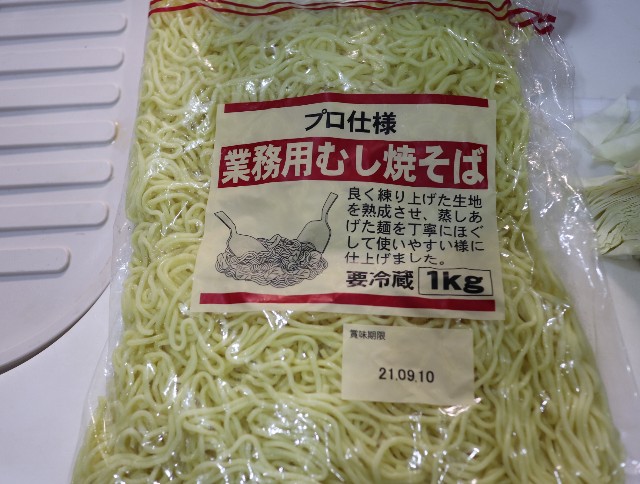 プロ仕様
業務用むし焼そば
良く練り上げた生地
を熟成させ、蒸しあ
げた麺を丁寧にほぐ
して使いやすい様に
仕上げました。
要冷蔵 1kg
賞味期限
21.09.10